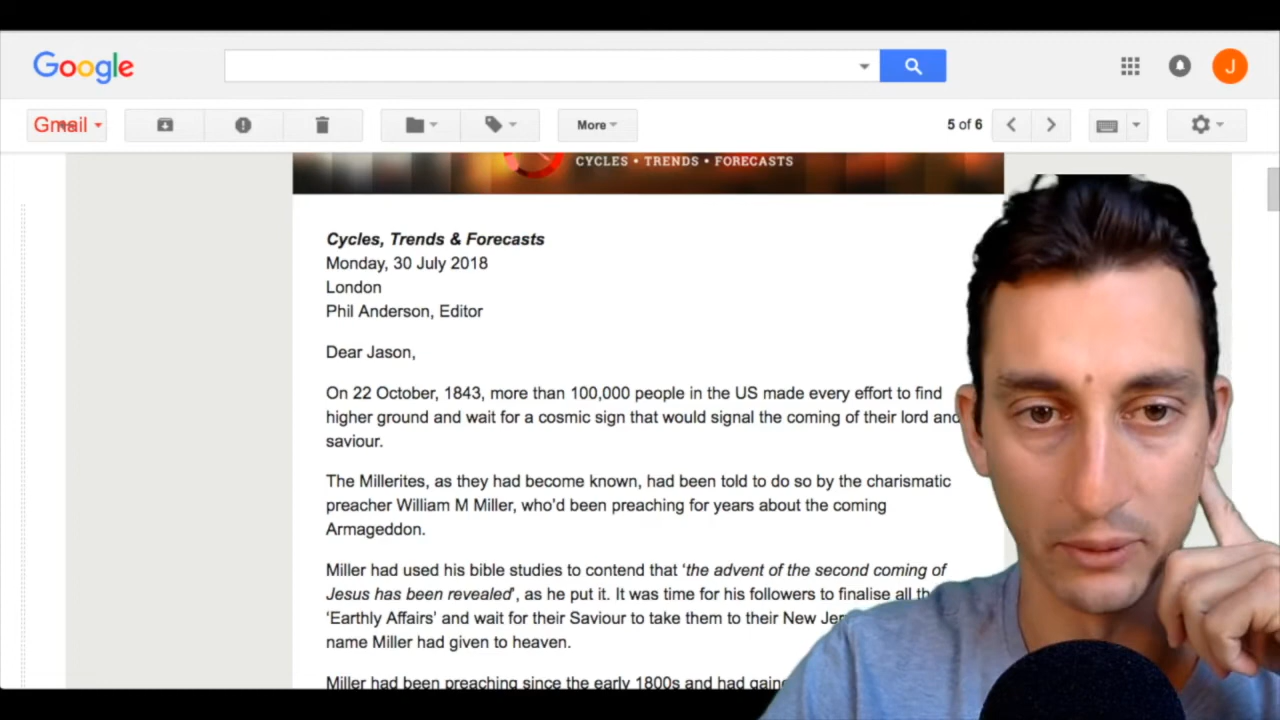 Google
J
Gmail
More
5 of 6
CYCLES • TRENDS • FORECASTS
Cycles, Trends & Forecasts
Monday, 30 July 2018
London
Phil Anderson, Editor
Dear Jason,
On 22 October, 1843, more than 100,000 people in the US made every effort to find
higher ground and wait for a cosmic sign that would signal the coming of their lord and
saviour.
The Millerites, as they had become known, had been told to do so by the charismatic
preacher William M Miller, who'd been preaching for years about the coming
Armageddon.
Miller had used his bible studies to contend that 'the advent of the second coming of
Jesus has been revealed', as he put it. It was time for his followers to finalise all
'Earthly Affairs' and wait for their Saviour to take them to their New
name Miller had given to heaven.
Miller had been preaching since the early 1800s and had